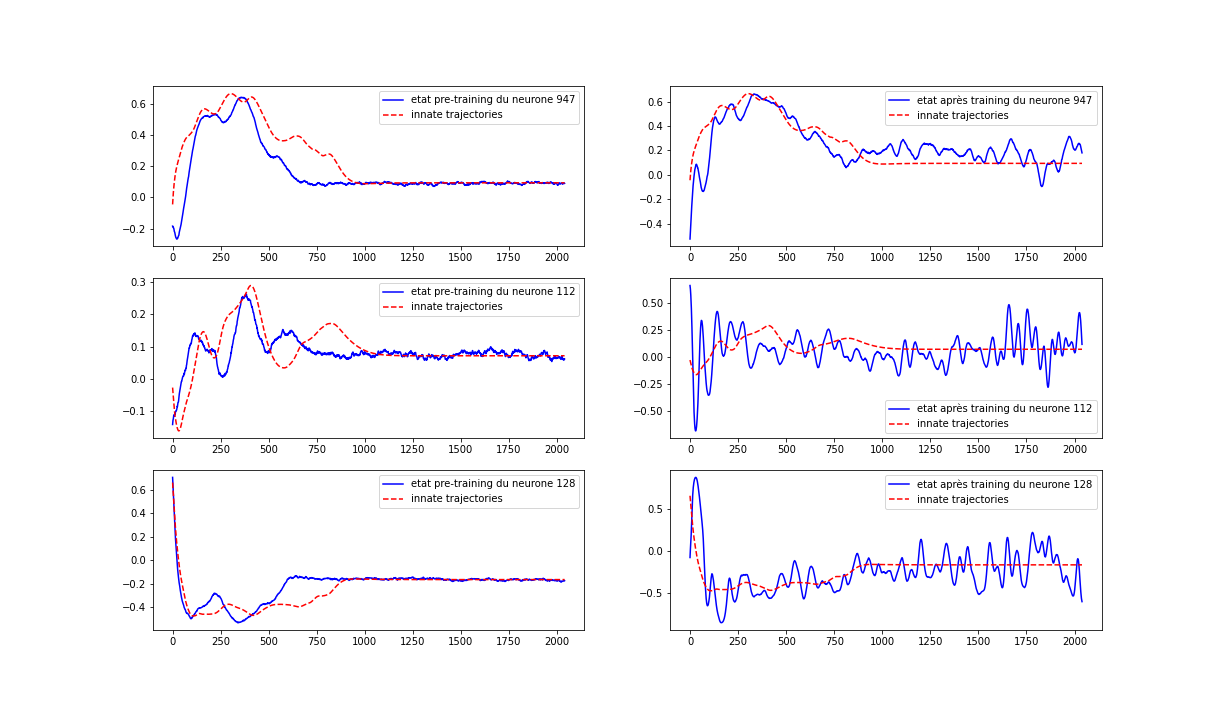 etat pre-training du neurone 947
innate trajectories
0.6
0.4
0.2
0.0
−0.2
0 250 500 750 1000 1250 1500 1750 2000
etat après training du neurone 947
innate trajectories
0.6
0.4
0.2
0.0
−0.2
−0.4
0 250 500 750 1000 1250 1500 1750 2000
etat pre-training du neurone 112
innate trajectories
0.3
0.2
0.1
0.0
−0.1
0 250 500 750 1000 1250 1500 1750 2000
0.50
0.25
0.00
−0.25
−0.50
etat après training du neurone 112
innate trajectories
0 250 500 750 1000 1250 1500 1750 2000
etat pre-training du neurone 128
innate trajectories
0.6
0.4
0.2
0.0
−0.2
−0.4
0 250 500 750 1000 1250 1500 1750 2000
etat après training du neurone 128
innate trajectories
0.5
0.0
−0.5
0 250 500 750 1000 1250 1500 1750 2000